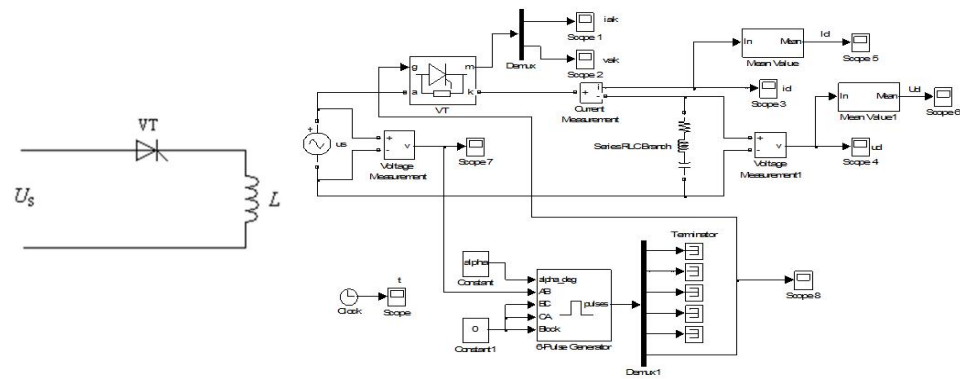 VT
U_S
L
g
m
a
k
VT
Demux
iak
Scope 1
vak
Scope 2
+
i
-
Current
Measurement
In
Mean
Mean Value
Id
Scope 5
id
Scope 3
In
Mean
Mean Value1
Ud
Scope 6
+
us
+
-
v
Voltage
Measurement
Scope 7
Series RLC Branch
+
-
v
Voltage
Measurement1
ud
Scope 4
alpha
Constant
0
Constant1
t
Clock
Scope
alpha_deg
AB
BC
CA
Block
pulses
6-Pulse Generator
Demux1
Terminator
Scope 8